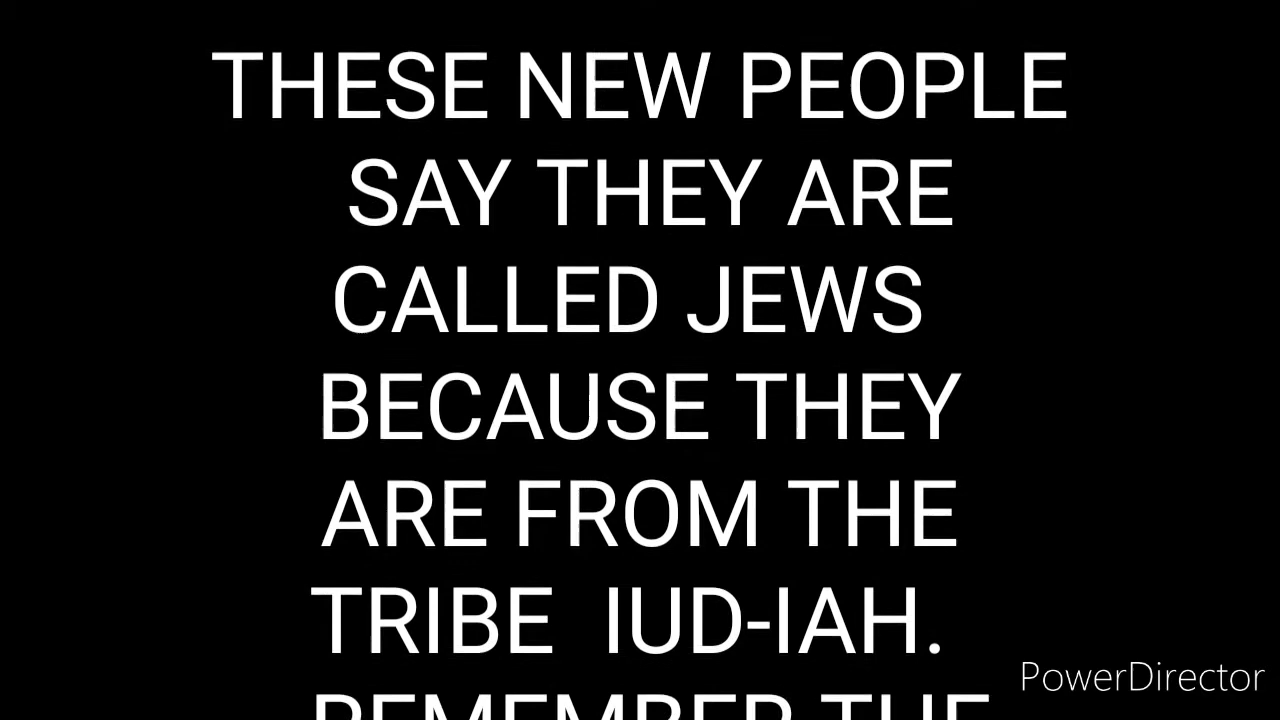 THESE NEW PEOPLE
SAY THEY ARE
CALLED JEWS
BECAUSE THEY
ARE FROM THE
TRIBE IUD-IAH.
REMEMBER THE
PowerDirector